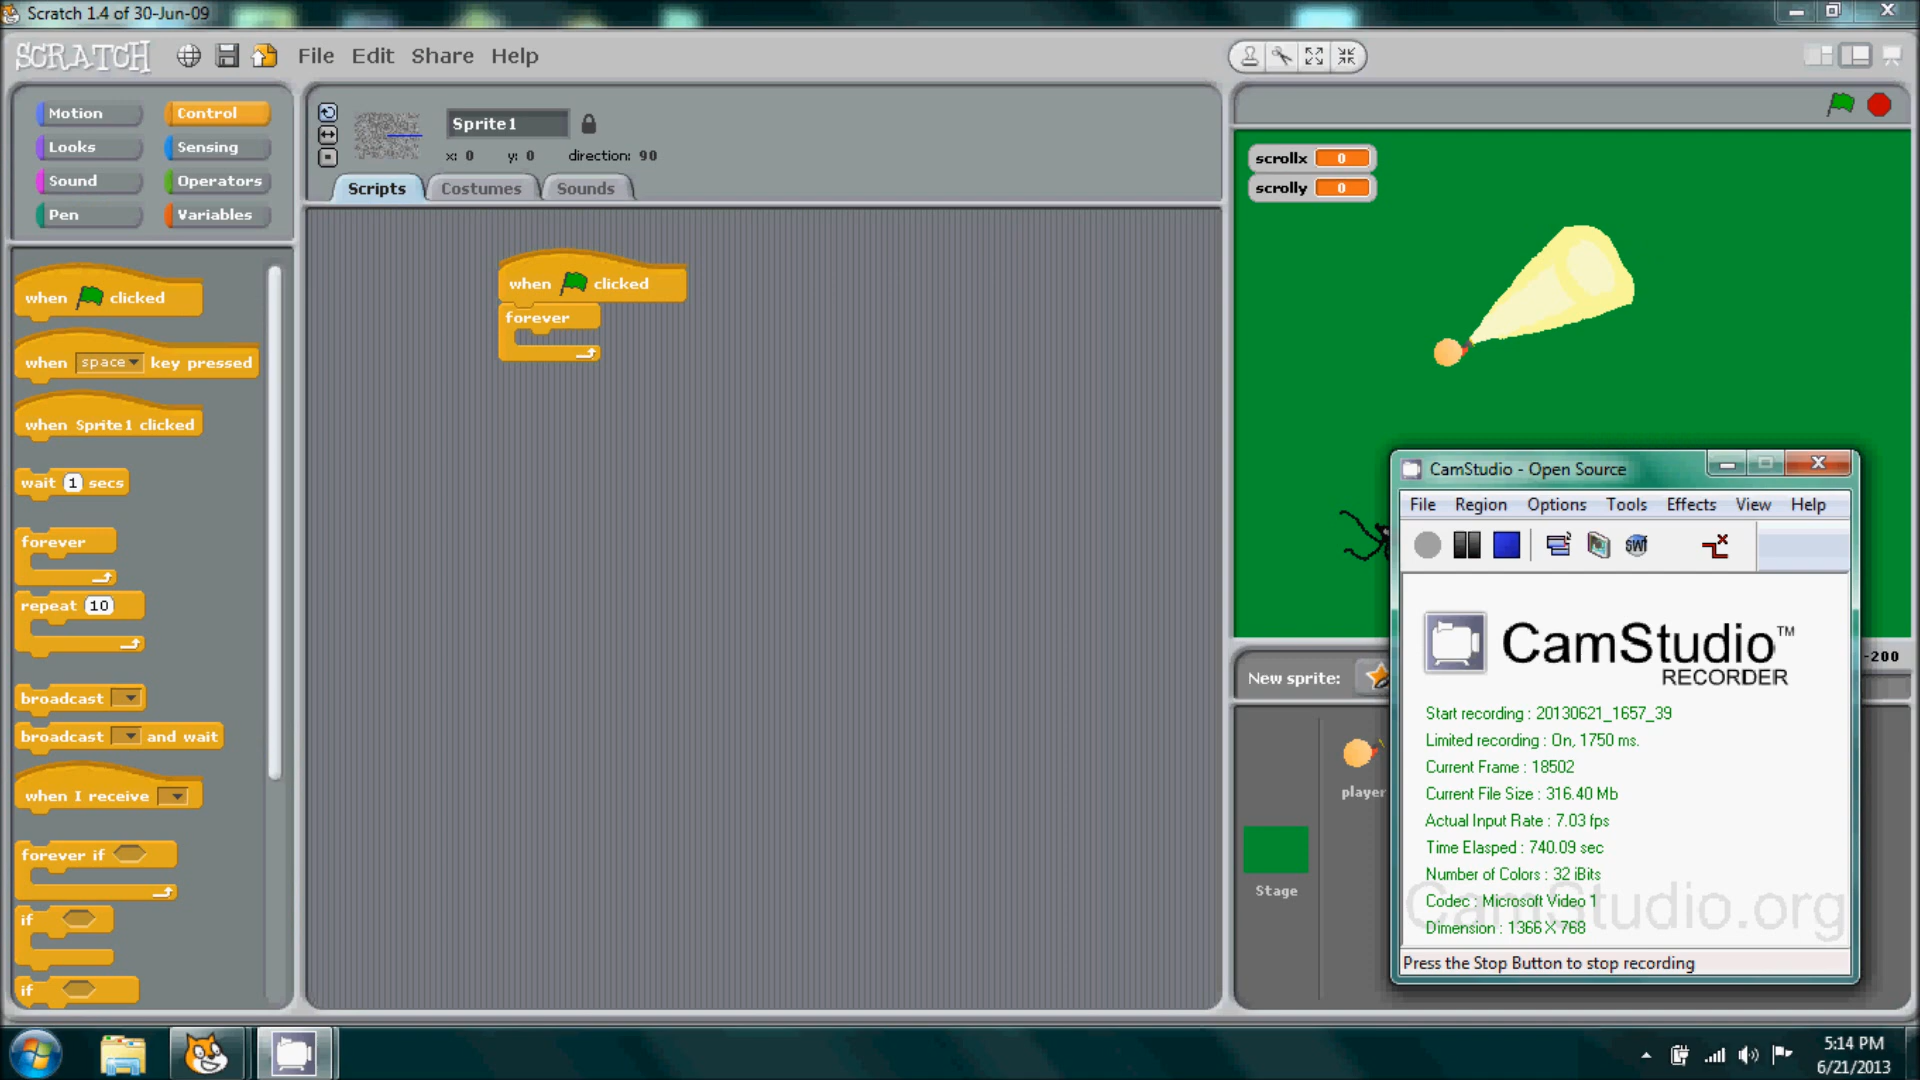 Scratch 1.4 of 30-Jun-09
SCRATCH
File Edit Share Help
Motion Control
Looks Sensing
Sound Operators
Pen Variables
Sprite1
x: 0 y: 0 direction: 90
Scripts Costumes Sounds
when clicked
when space key pressed
when Sprite1 clicked
wait 1 secs
forever
repeat 10
broadcast
broadcast and wait
when I receive
forever if
if
if
when clicked
forever
scrollx 0
scrolly 0
-200
New sprite:
player
Stage
CamStudio - Open Source
File Region Options Tools Effects View Help
SWf
CamStudio™
RECORDER
Start recording : 20130621_1657_39
Limited recording : On, 1750 ms.
Current Frame : 18502
Current File Size : 316.40 Mb
Actual Input Rate : 7.03 fps
Time Elasped : 740.09 sec
Number of Colors : 32 iBits
Codec : Microsoft Video 1
Dimension : 1366 X 768
CamStudio.org
Press the Stop Button to stop recording
5:14 PM
6/21/2013